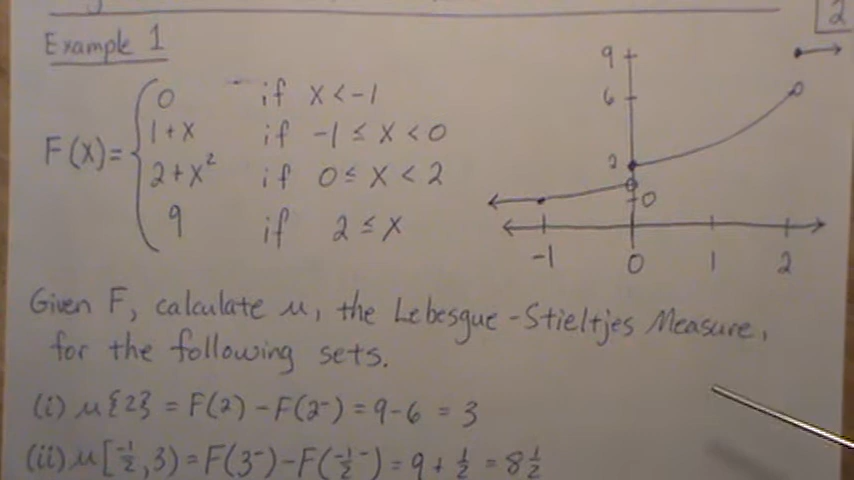 2
Example 1
F(x)= { 0 if x < -1
1+x if -1 ≤ x < 0
2+x² if 0 ≤ x < 2
9 if 2 ≤ x
9
6
2
0
-1 0 1 2
Given F, calculate μ, the Lebesgue-Stieltjes Measure,
for the following sets.
(i) μ{2} = F(2) - F(2⁻) = 9-6 = 3
(ii) μ[-1/2, 3) = F(3⁻) - F(-1/2⁻) = 9 + 1/2 = 8 1/2